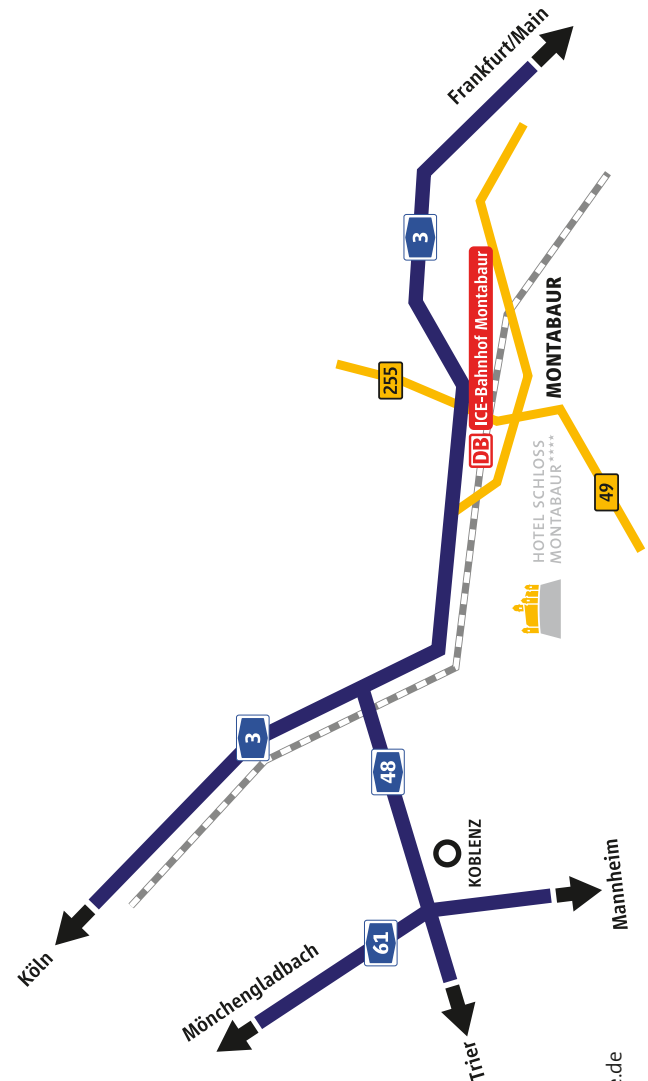 Frankfurt/Main
3
255
DB ICE-Bahnhof Montabaur
MONTABAUR
49
HOTEL SCHLOSS
MONTABAUR****
3
48
KOBLENZ
Köln
61
Mönchengladbach
Mannheim
Trier
e.de